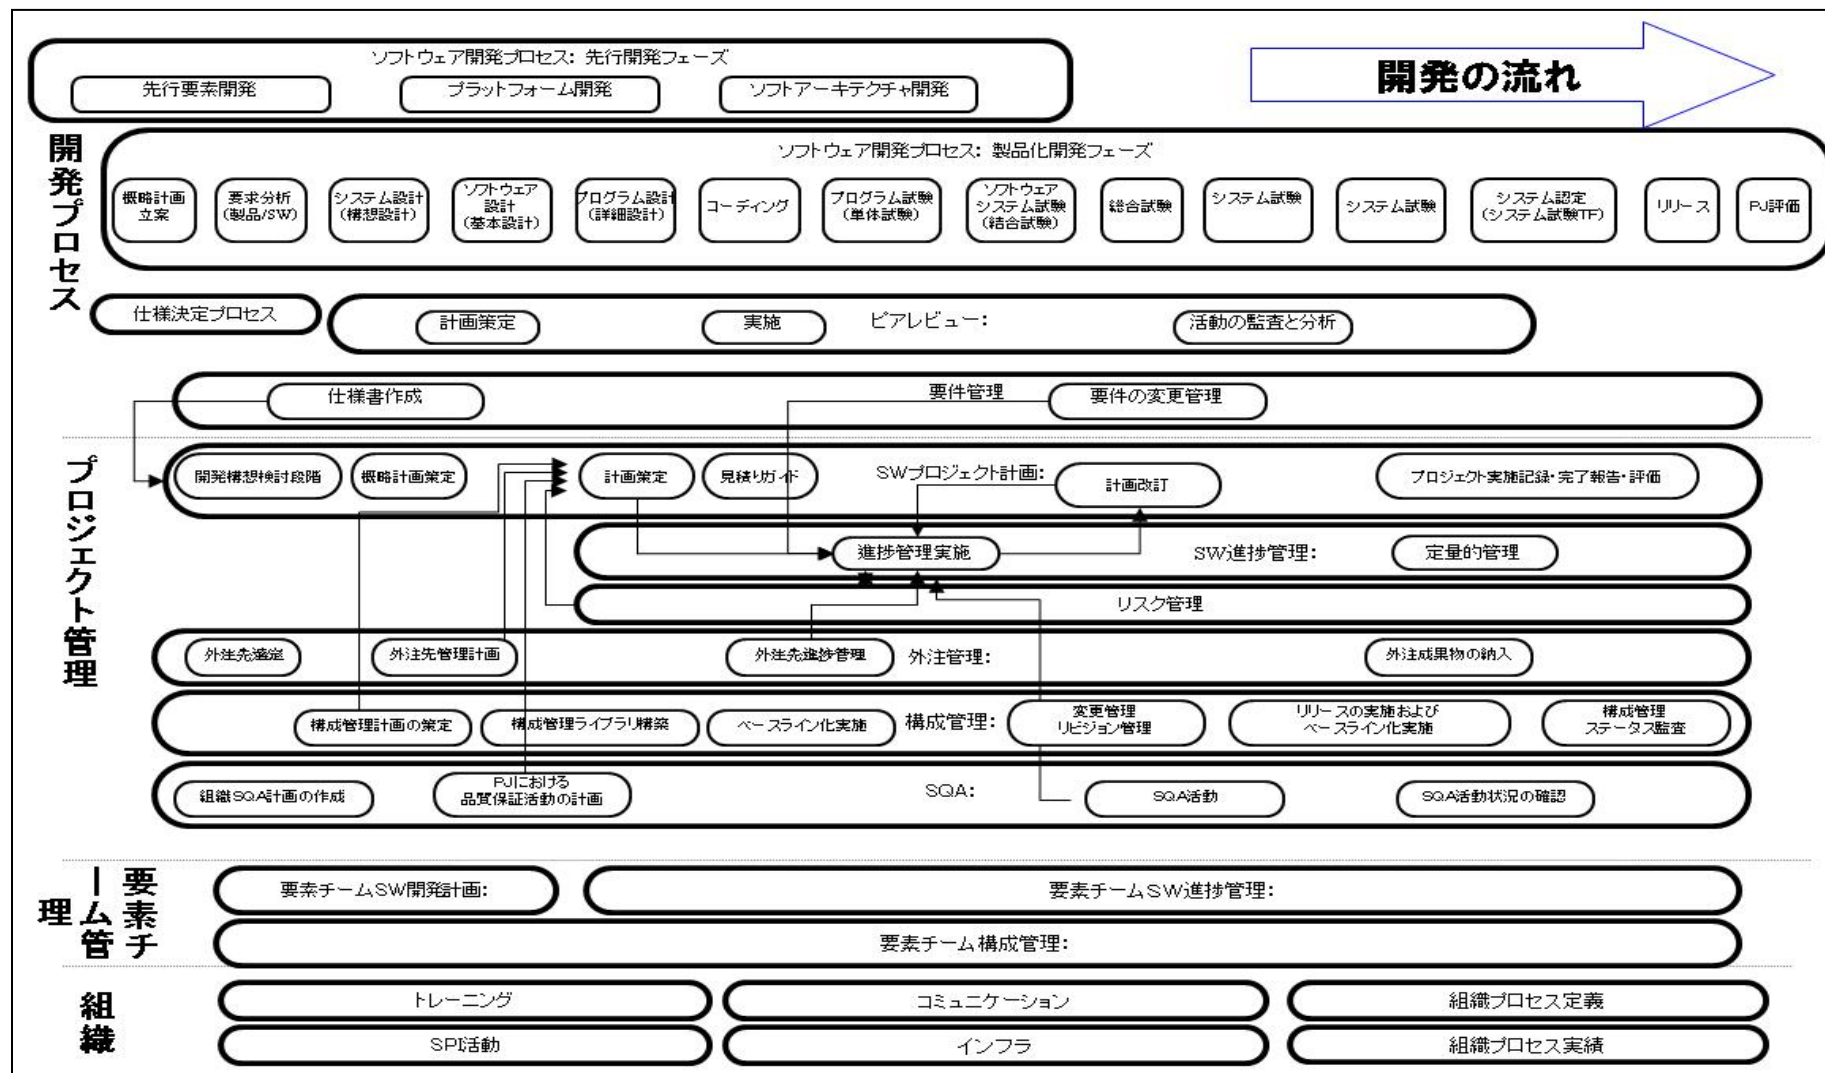 ソフトウェア開発プロセス: 先行開発フェーズ
先行要素開発
プラットフォーム開発
ソフトアーキテクチャ開発
開発の流れ
開発プロセス
ソフトウェア開発プロセス: 製品化開発フェーズ
概略計画
立案
要求分析
(製品/SW)
システム設計
(構想設計)
ソフトウェア
設計
(基本設計)
プログラム設計
(詳細設計)
コーディング
プログラム試験
(単体試験)
ソフトウェア
システム試験
(結合試験)
総合試験
システム試験
システム試験
システム認定
(システム試験TF)
リリース
PJ評価
仕様決定プロセス
計画策定
実施
ピアレビュー:
活動の監査と分析
仕様書作成
要件管理
要件の変更管理
プロジェクト管理
開発構想検討段階
概略計画策定
計画策定
見積りガイド
SWプロジェクト計画:
計画改訂
プロジェクト実施記録・完了報告・評価
進捗管理実施
SW進捗管理:
定量的管理
リスク管理
外注先選定
外注先管理計画
外注先進捗管理
外注管理:
外注成果物の納入
構成管理計画の策定
構成管理ライブラリ構築
ベースライン化実施
構成管理:
変更管理
リビジョン管理
リリースの実施および
ベースライン化実施
構成管理
ステータス監査
組織SQA計画の作成
PJにおける
品質保証活動の計画
SQA:
SQA活動
SQA活動状況の確認
要素チーム管理
要素チームSW開発計画:
要素チームSW進捗管理:
要素チーム構成管理:
組織
トレーニング
コミュニケーション
組織プロセス定義
SPI活動
インフラ
組織プロセス実績